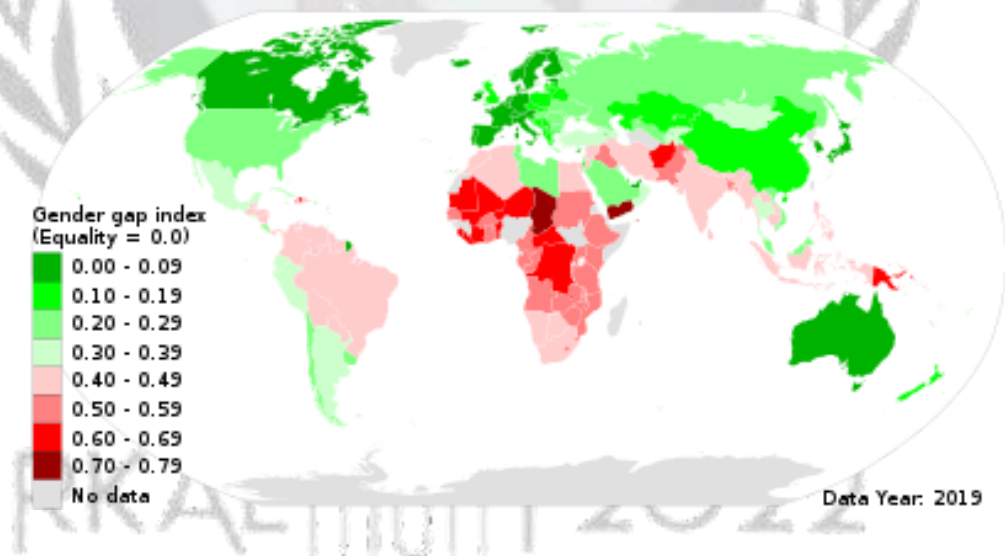 Gender gap index
(Equality = 0.0)
0.00 - 0.09
0.10 - 0.19
0.20 - 0.29
0.30 - 0.39
0.40 - 0.49
0.50 - 0.59
0.60 - 0.69
0.70 - 0.79
No data
Data Year: 2019
2022